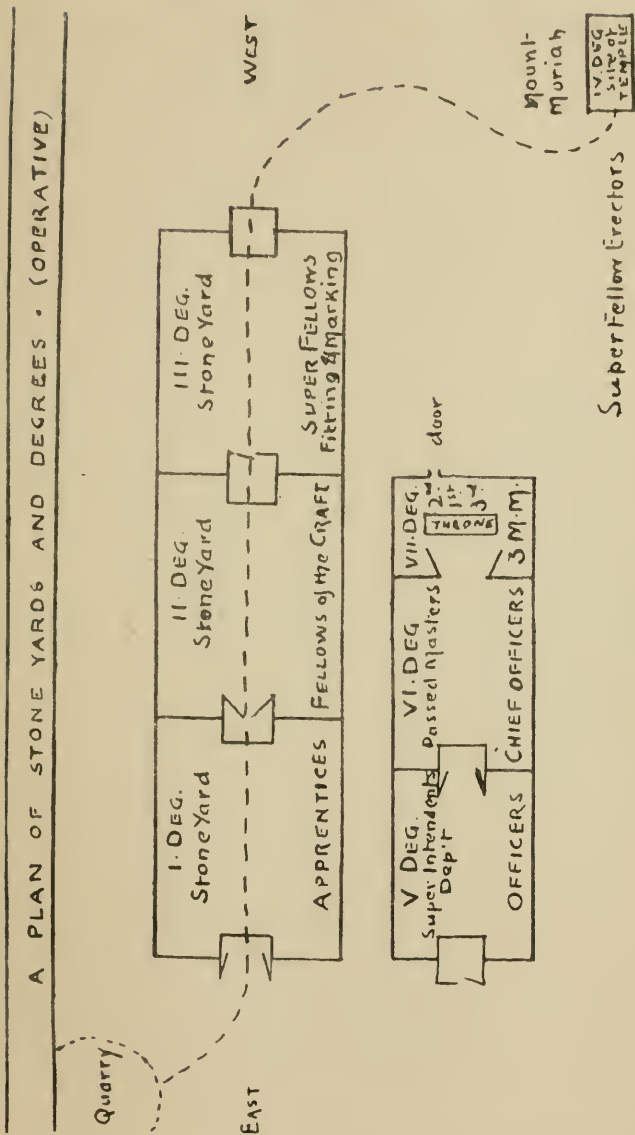 A PLAN OF STONE YARDS AND DEGREES. (OPERATIVE)
Quarry
EAST
WEST
I. DEG.
Stone Yard
APPRENTICES
II. DEG.
Stone Yard
Fellows of the CRAFT
III. DEG.
Stone Yard
SUPER FELLOWS
Fitting & Marking
Mount-
Moriah
IV. DEG
Site of
TEMPLE
Super Fellow Erectors
V DEG.
Super Intendents
Dep't
OFFICERS
VI. DEG
Passed Masters
CHIEF OFFICERS
VII. DEG.
2nd
1st
3rd
THRONE
3 M.M.
door